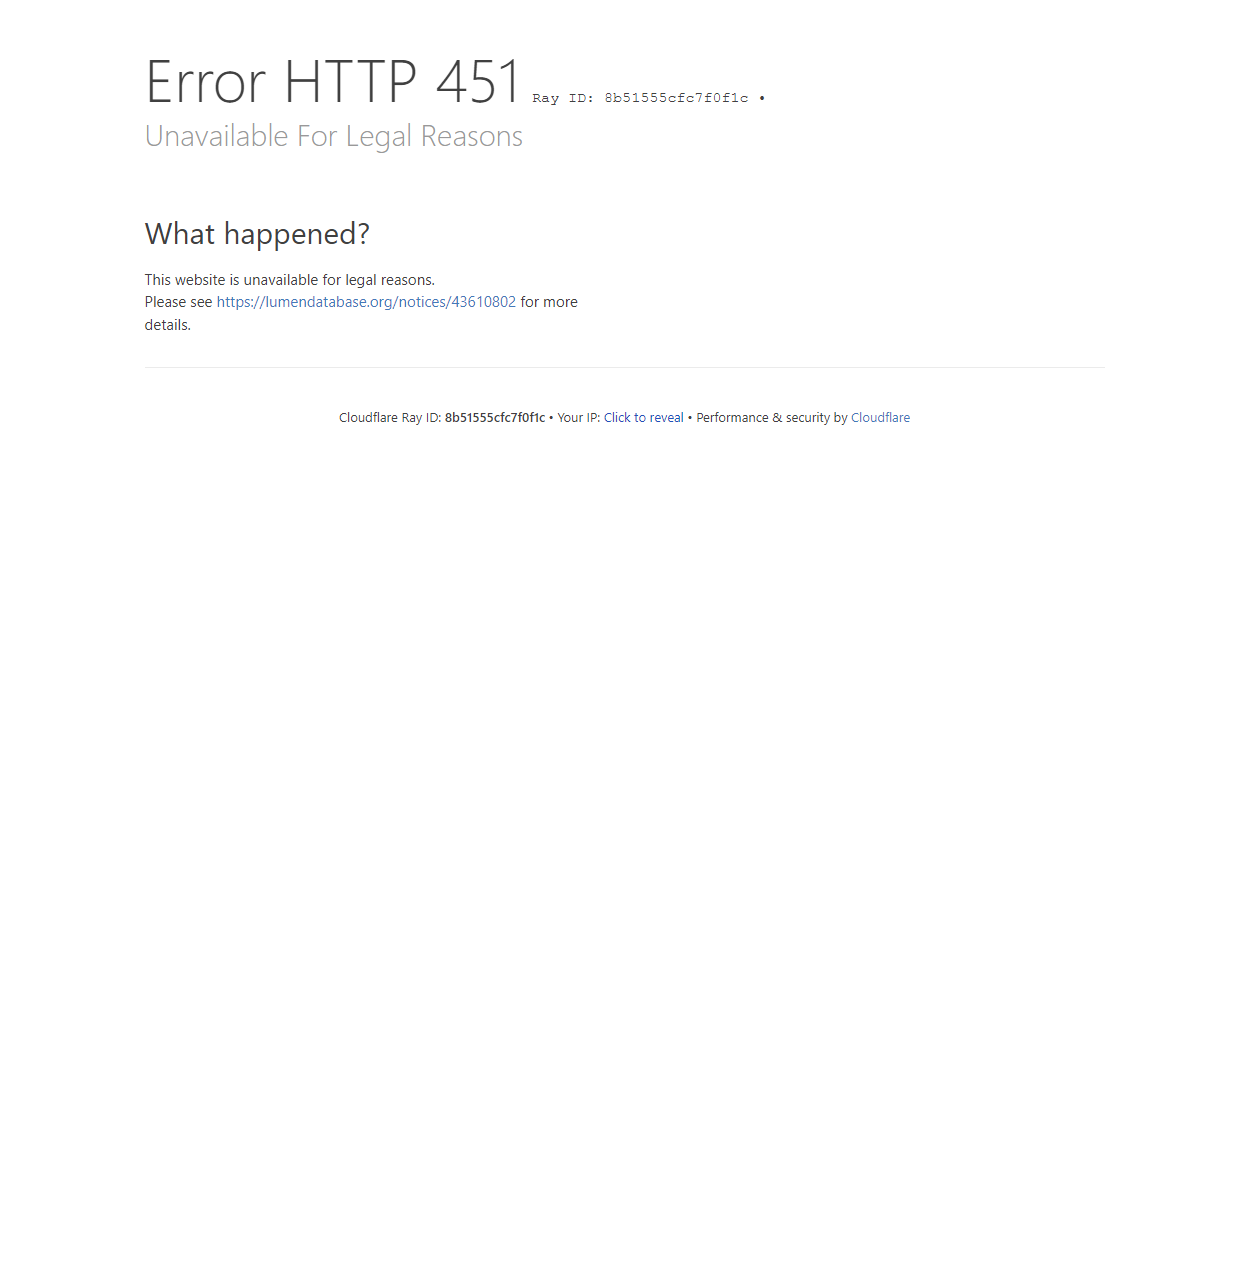 Error HTTP 451 Ray ID: 8b51555cfc7f0f1c •
Unavailable For Legal Reasons
What happened?
This website is unavailable for legal reasons.
Please see https://lumendatabase.org/notices/43610802 for more
details.
Cloudflare Ray ID: 8b51555cfc7f0f1c • Your IP: Click to reveal • Performance & security by Cloudflare